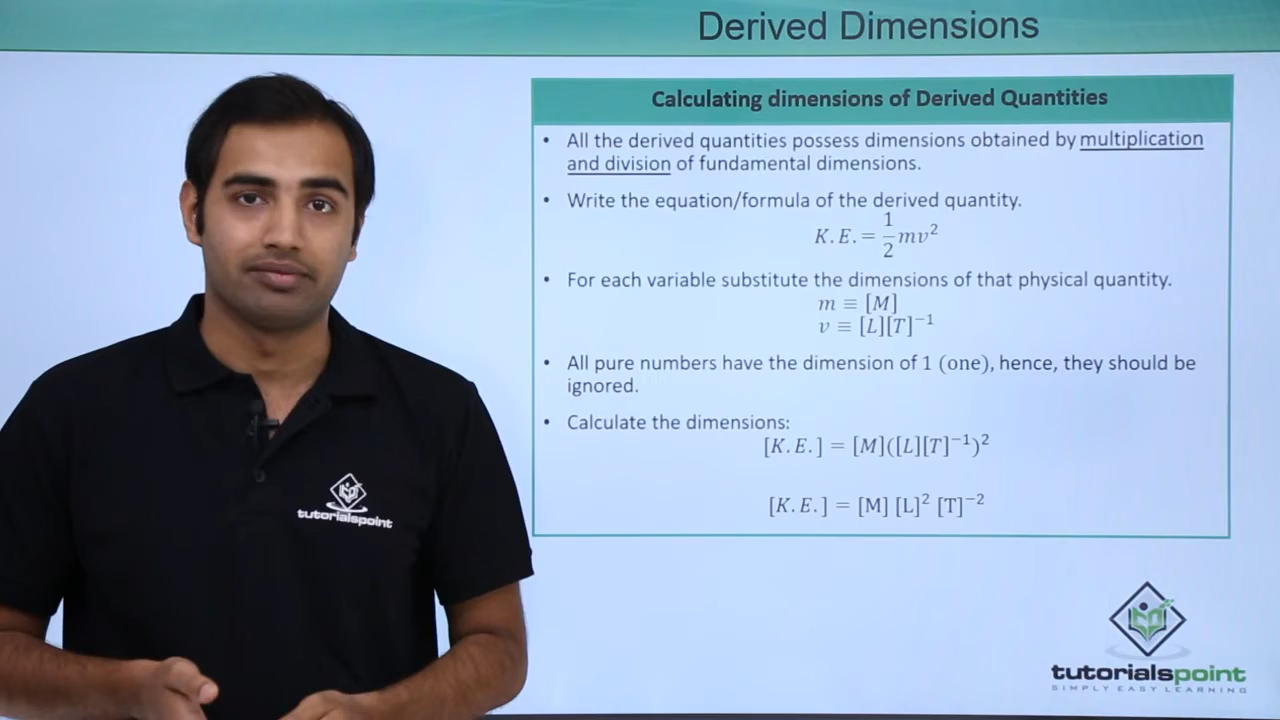 Derived Dimensions
Calculating dimensions of Derived Quantities
• All the derived quantities possess dimensions obtained by multiplication
and division of fundamental dimensions.
• Write the equation/formula of the derived quantity.
K.E. = 1/2 mv²
• For each variable substitute the dimensions of that physical quantity.
m ≡ [M]
v ≡ [L][T]⁻¹
• All pure numbers have the dimension of 1 (one), hence, they should be
ignored.
• Calculate the dimensions:
[K.E.] = [M]([L][T]⁻¹)²
[K.E.] = [M] [L]² [T]⁻²
tutorialspoint
tutorialspoint
SIMPLY EASY LEARNING